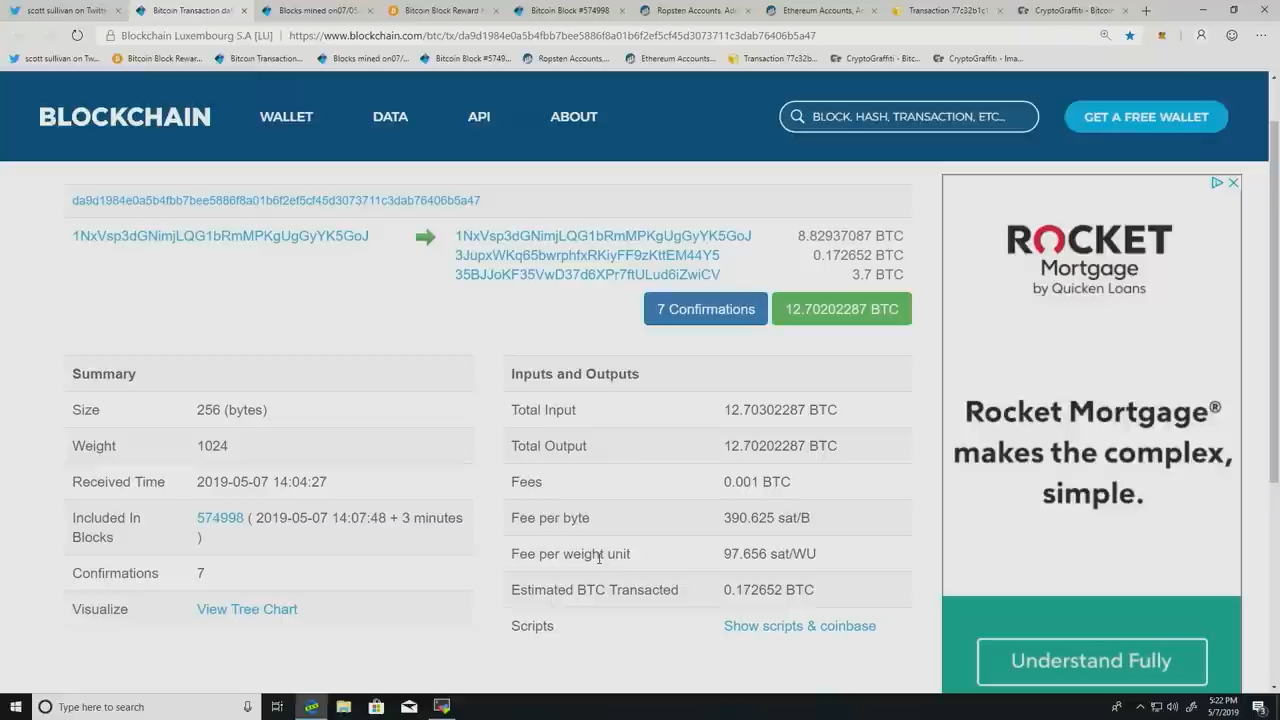 scott sullivan on Twitte
Bitcoin Transaction dat
Blocks mined on 07/05
Bitcoin Block Reward H
Bitcoin Block #574998
Ropsten Accounts, Ad
Ethereum Accounts, A
Transaction 77c32b1c
CryptoGraffiti - Bitcoi
Blockchain Luxembourg S.A [LU]
https://www.blockchain.com/btc/tx/da9d1984e0a5b4fbb7bee5886f8a01b6f2ef5cf45d3073711c3dab76406b5a47
scott sullivan on Tw...
Bitcoin Block Rewar...
Bitcoin Transaction...
Blocks mined on07/...
Bitcoin Block #5749...
Ropsten Accounts,...
Ethereum Accounts,...
Transaction 77c32b...
CryptoGraffiti - Bitc...
CryptoGraffiti - Ima...
BLOCKCHAIN
WALLET
DATA
API
ABOUT
BLOCK, HASH, TRANSACTION, ETC...
GET A FREE WALLET
da9d1984e0a5b4fbb7bee5886f8a01b6f2ef5cf45d3073711c3dab76406b5a47
1NxVsp3dGNimjLQG1bRmMPKgUgGyYK5GoJ
1NxVsp3dGNimjLQG1bRmMPKgUgGyYK5GoJ 8.82937087 BTC
3JupxWKq65bwrphfxRKiyFF9zKttEM44Y5 0.172652 BTC
35BJJoKF35VwD37d6XPr7ftULud6iZwiCV 3.7 BTC
7 Confirmations
12.70202287 BTC
Summary
Size 256 (bytes)
Weight 1024
Received Time 2019-05-07 14:04:27
Included In Blocks 574998 ( 2019-05-07 14:07:48 + 3 minutes )
Confirmations 7
Visualize View Tree Chart
Inputs and Outputs
Total Input 12.70302287 BTC
Total Output 12.70202287 BTC
Fees 0.001 BTC
Fee per byte 390.625 sat/B
Fee per weight unit 97.656 sat/WU
Estimated BTC Transacted 0.172652 BTC
Scripts Show scripts & coinbase
ROCKET
Mortgage
by Quicken Loans
Rocket Mortgage®
makes the complex,
simple.
Understand Fully
Type here to search
5:22 PM
5/7/2019